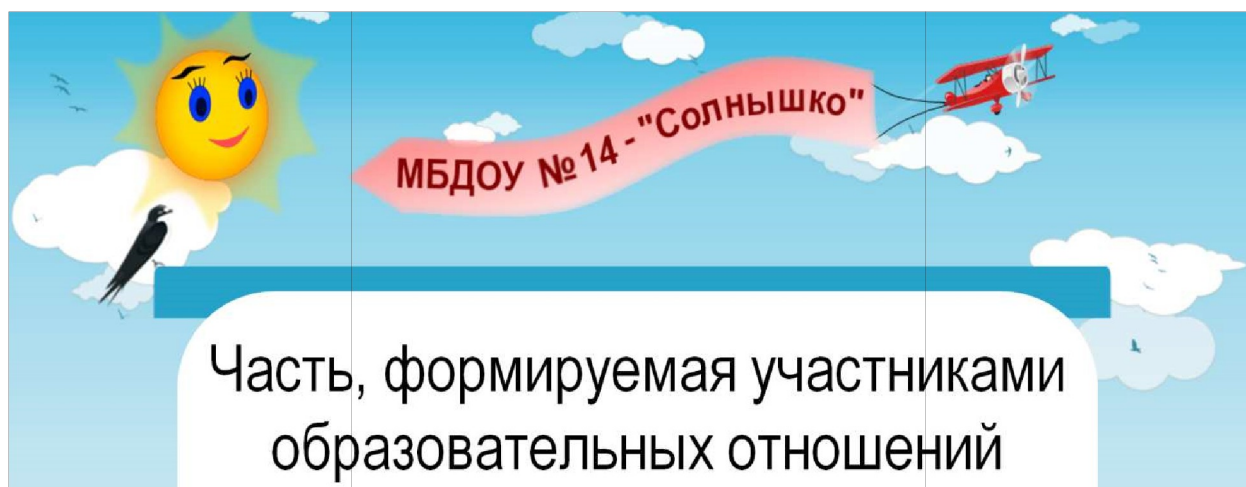 МБДОУ №14 - "Солнышко"
Часть, формируемая участниками
образовательных отношений